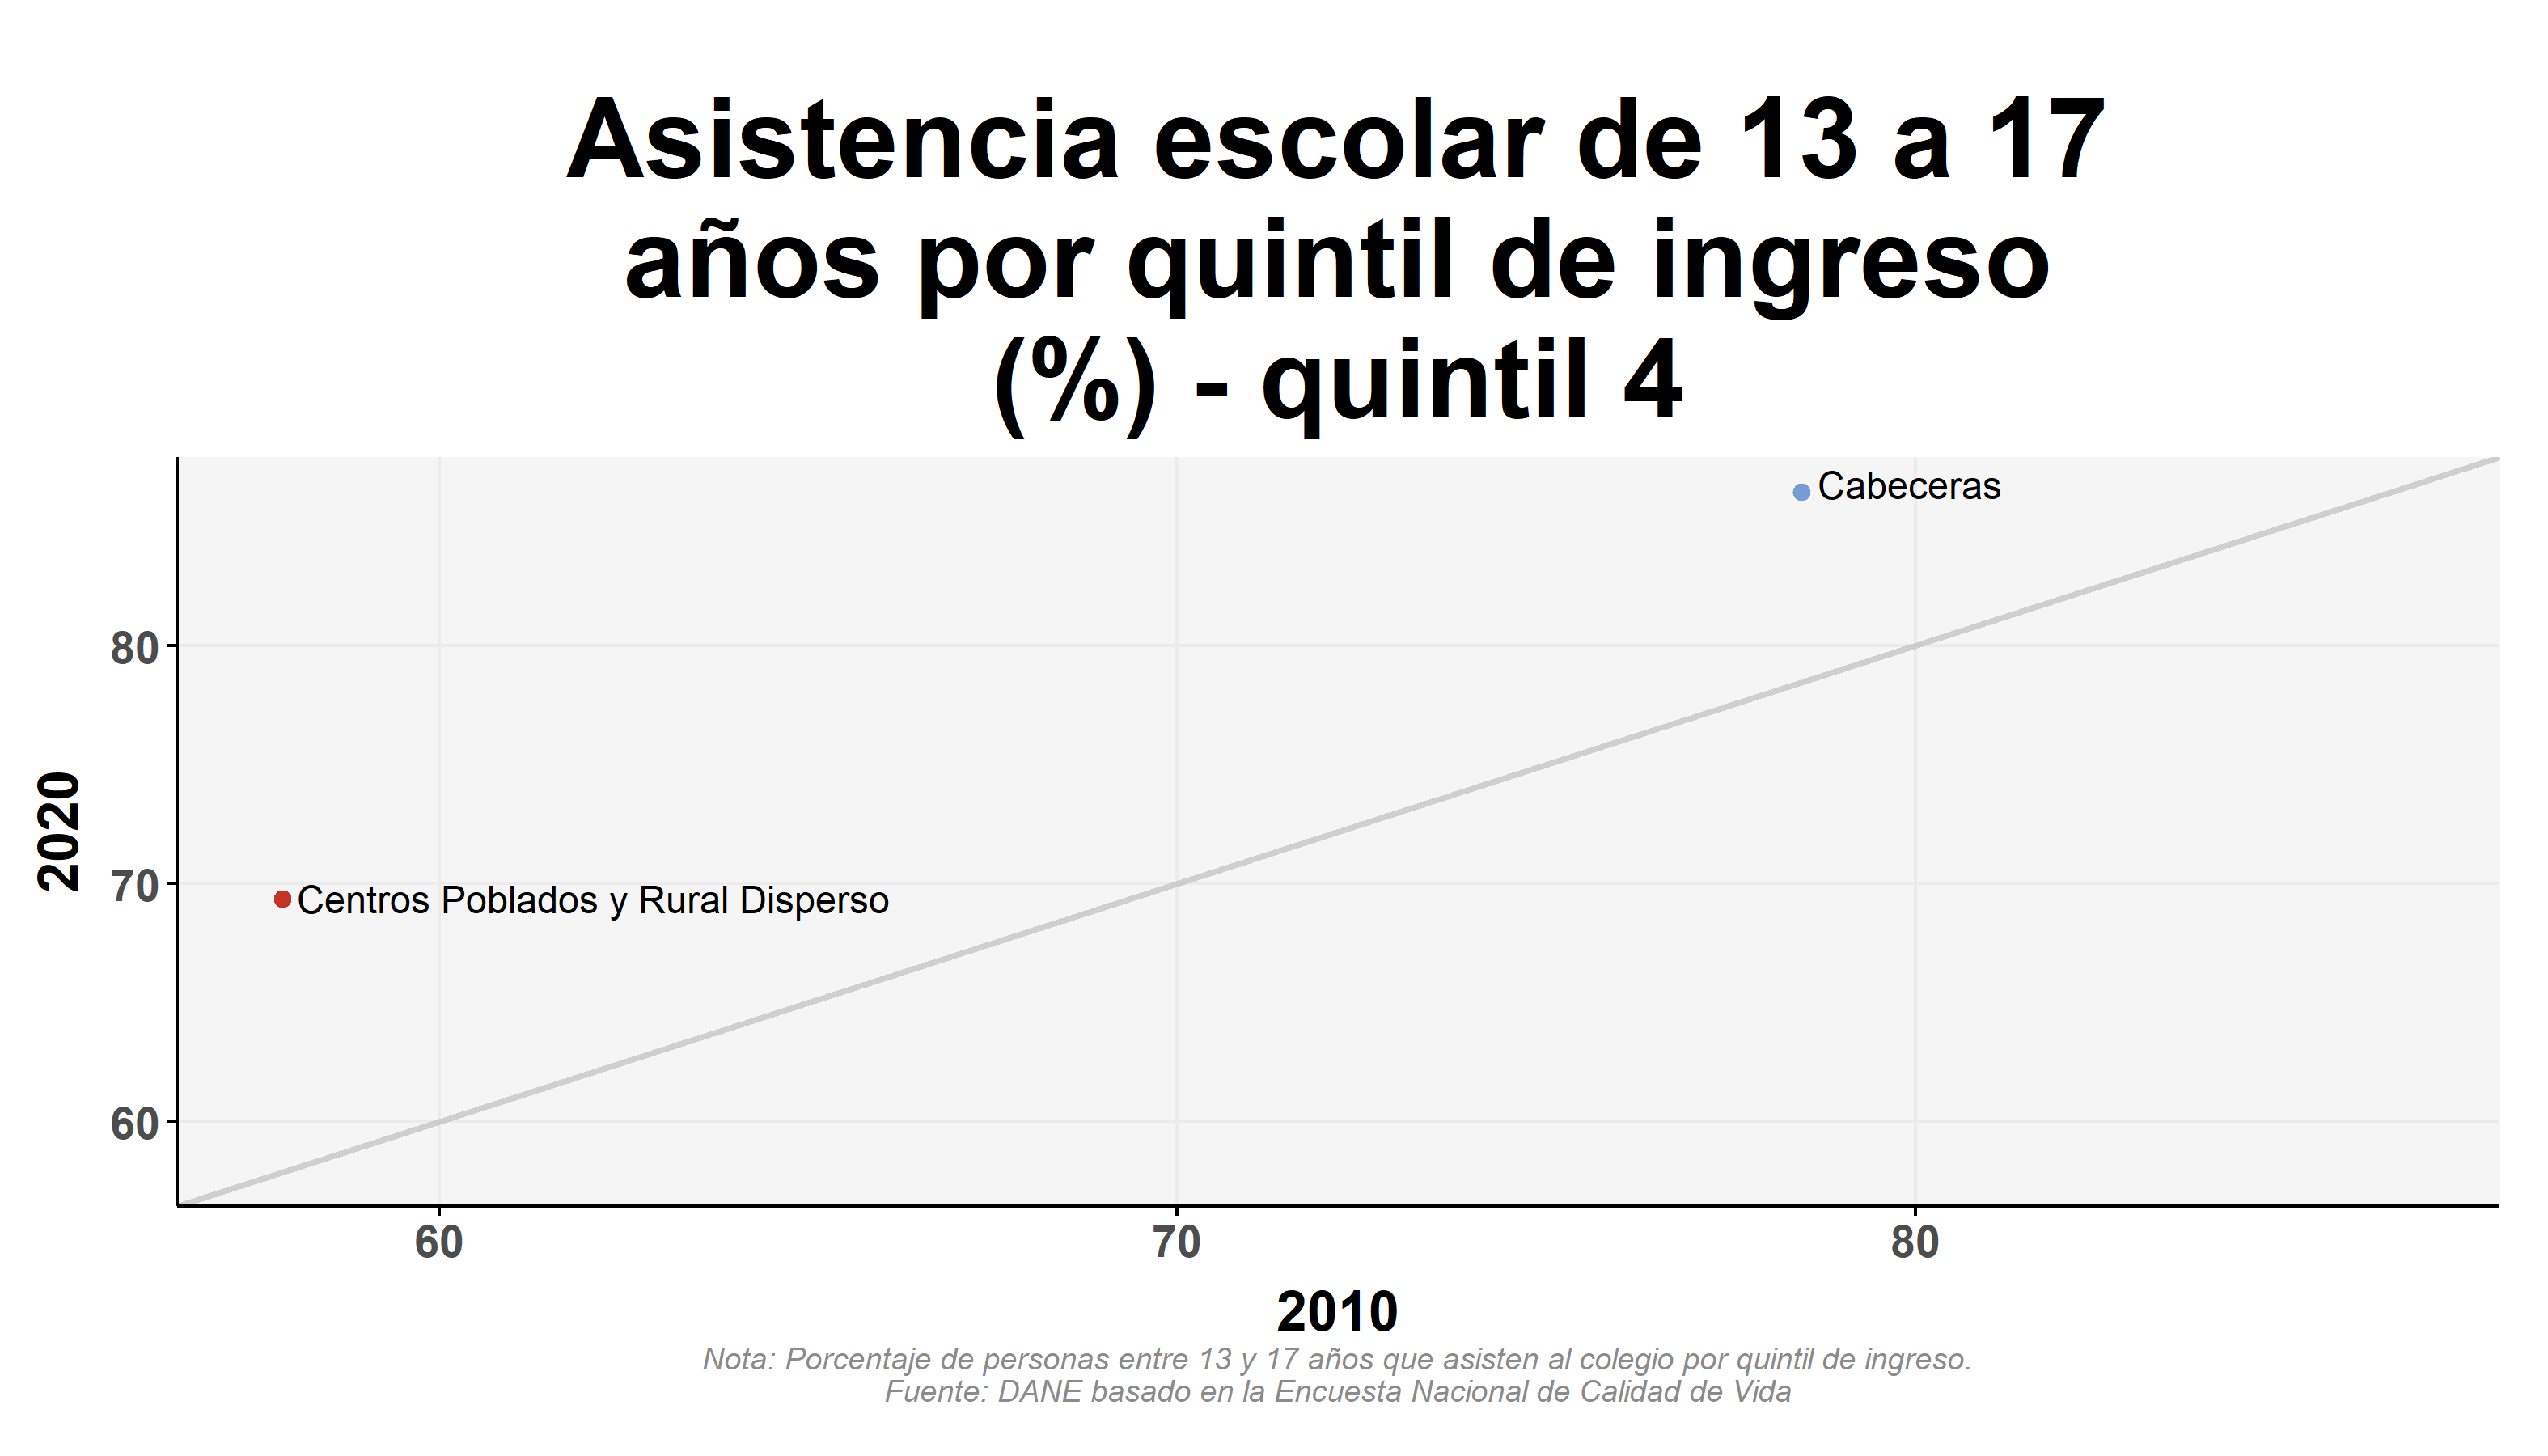 Asistencia escolar de 13 a 17
años por quintil de ingreso
(%) - quintil 4
Cabeceras
80
70
Centros Poblados y Rural Disperso
60
2020
60 70 80
2010
Nota: Porcentaje de personas entre 13 y 17 años que asisten al colegio por quintil de ingreso.
Fuente: DANE basado en la Encuesta Nacional de Calidad de Vida